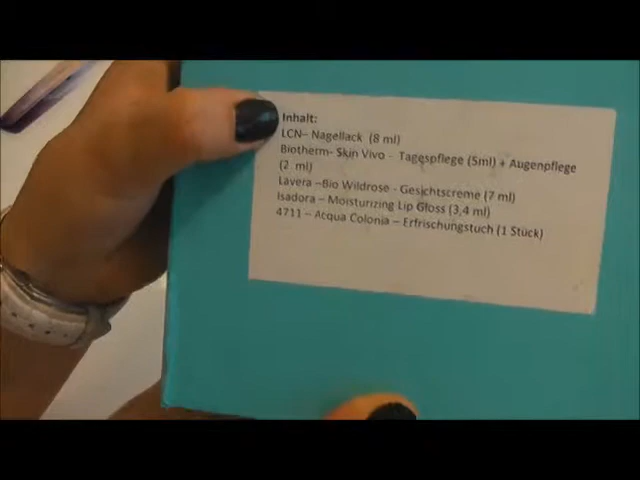 Inhalt:
LCN– Nagellack (8 ml)
Biotherm- Skin Vivo - Tagespflege (5ml) + Augenpflege
(2 ml)
Lavera –Bio Wildrose - Gesichtscreme (7 ml)
Isadora – Moisturizing Lip Gloss (3,4 ml)
4711 – Acqua Colonia – Erfrischungstuch (1 Stück)